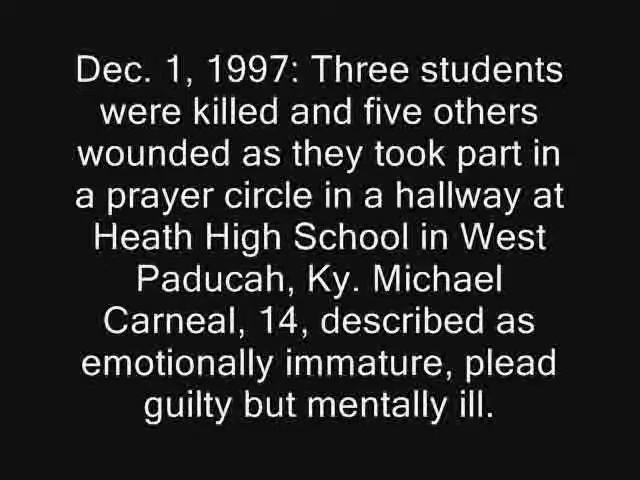 Dec. 1, 1997: Three students
were killed and five others
wounded as they took part in
a prayer circle in a hallway at
Heath High School in West
Paducah, Ky. Michael
Carneal, 14, described as
emotionally immature, plead
guilty but mentally ill.